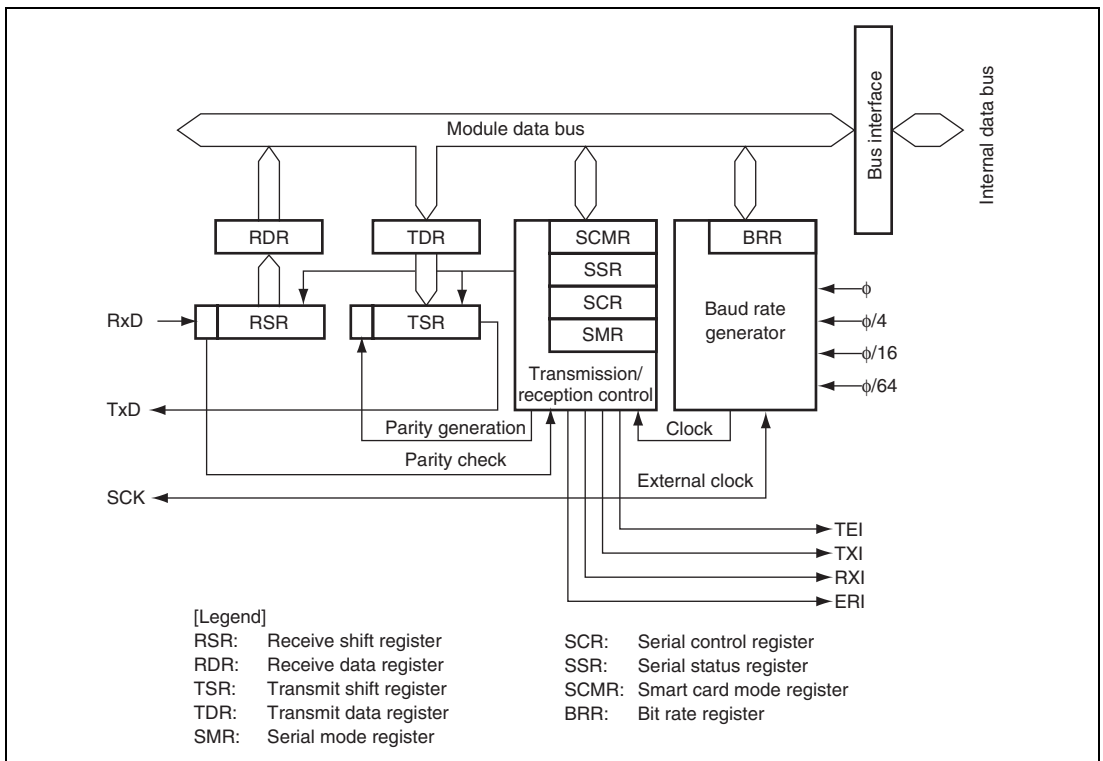 Module data bus
Bus interface
Internal data bus
RDR
TDR
SCMR
BRR
SSR
SCR
SMR
RxD
RSR
TSR
Baud rate
generator
ϕ
ϕ/4
ϕ/16
ϕ/64
Transmission/
reception control
TxD
Parity generation
Clock
Parity check
External clock
SCK
TEI
TXI
RXI
ERI
[Legend]
RSR: Receive shift register
RDR: Receive data register
TSR: Transmit shift register
TDR: Transmit data register
SMR: Serial mode register
SCR: Serial control register
SSR: Serial status register
SCMR: Smart card mode register
BRR: Bit rate register